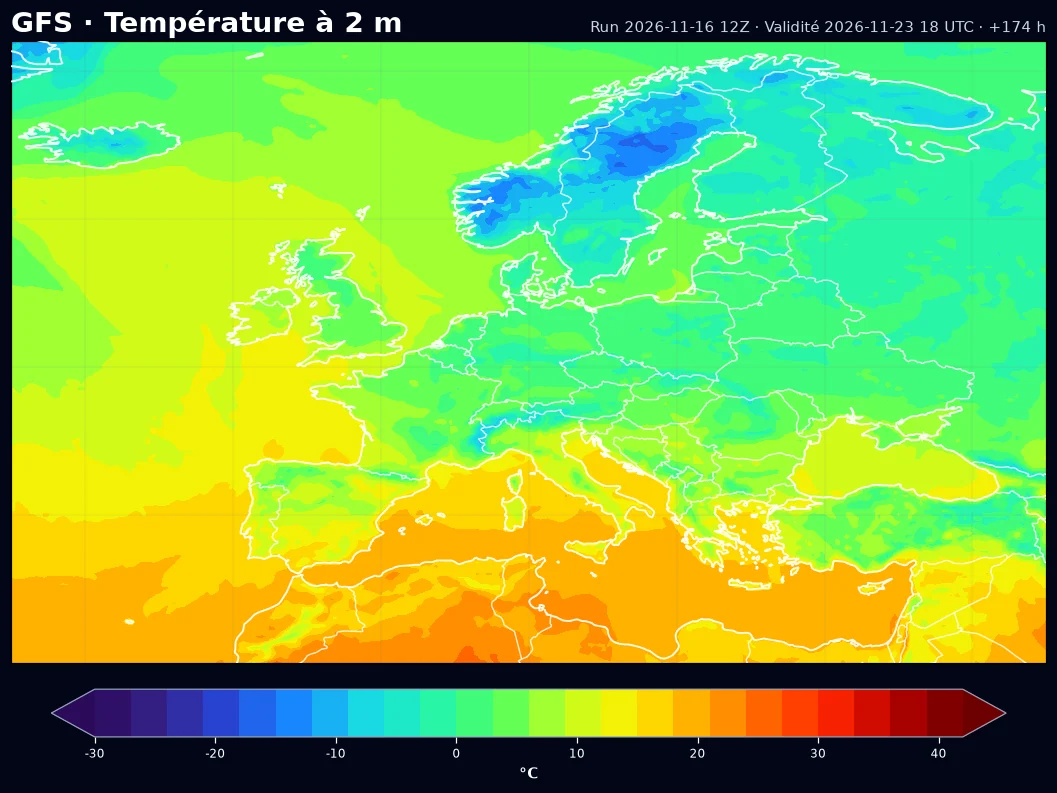 GFS · Température à 2 m
Run 2026-11-16 12Z · Validité 2026-11-23 18 UTC · +174 h
-30 -20 -10 0 10 20 30 40
°C